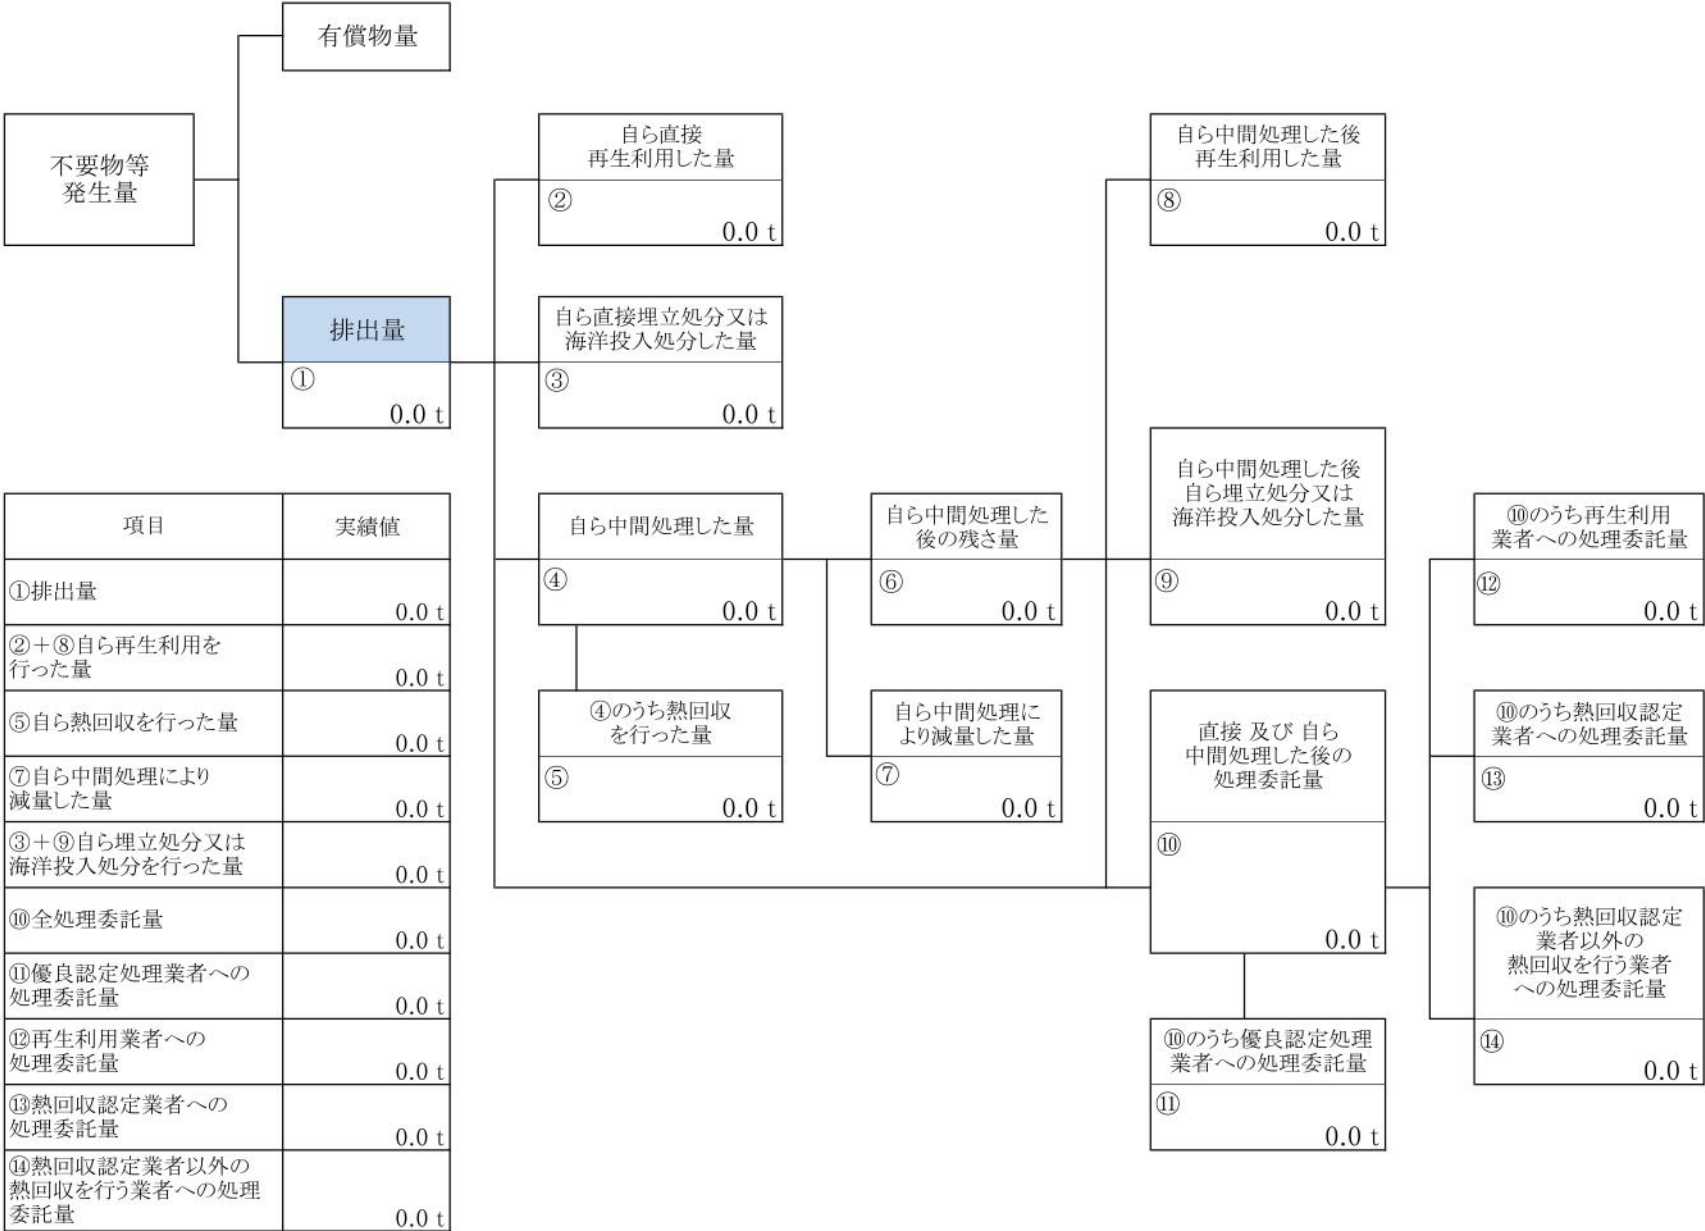 有償物量
不要物等
発生量
排出量
①
0.0 t
自ら直接
再生利用した量
②
0.0 t
自ら直接埋立処分又は
海洋投入処分した量
③
0.0 t
自ら中間処理した量
④
0.0 t
④のうち熱回収
を行った量
⑤
0.0 t
自ら中間処理した
後の残さ量
⑥
0.0 t
自ら中間処理に
より減量した量
⑦
0.0 t
自ら中間処理した後
再生利用した量
⑧
0.0 t
自ら中間処理した後
自ら埋立処分又は
海洋投入処分した量
⑨
0.0 t
直接 及び 自ら
中間処理した後の
処理委託量
⑩
0.0 t
⑩のうち優良認定処理
業者への処理委託量
⑪
0.0 t
⑩のうち再生利用
業者への処理委託量
⑫
0.0 t
⑩のうち熱回収認定
業者への処理委託量
⑬
0.0 t
⑩のうち熱回収認定
業者以外の
熱回収を行う業者
への処理委託量
⑭
0.0 t
項目 実績値
①排出量
0.0 t
②+⑧自ら再生利用を
行った量
0.0 t
⑤自ら熱回収を行った量
0.0 t
⑦自ら中間処理により
減量した量
0.0 t
③+⑨自ら埋立処分又は
海洋投入処分を行った量
0.0 t
⑩全処理委託量
0.0 t
⑪優良認定処理業者への
処理委託量
0.0 t
⑫再生利用業者への
処理委託量
0.0 t
⑬熱回収認定業者への
処理委託量
0.0 t
⑭熱回収認定業者以外の
熱回収を行う業者への処理
委託量
0.0 t